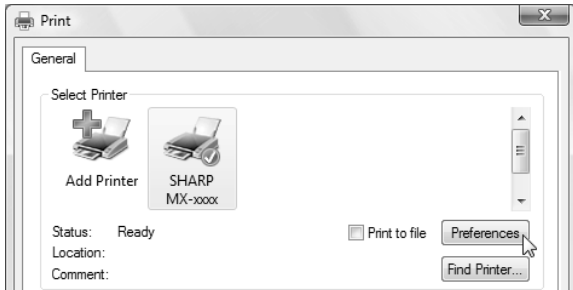 Print
General
Select Printer
Add Printer
SHARP
MX-xxxx
Status: Ready
Print to file
Preferences
Location:
Comment:
Find Printer...